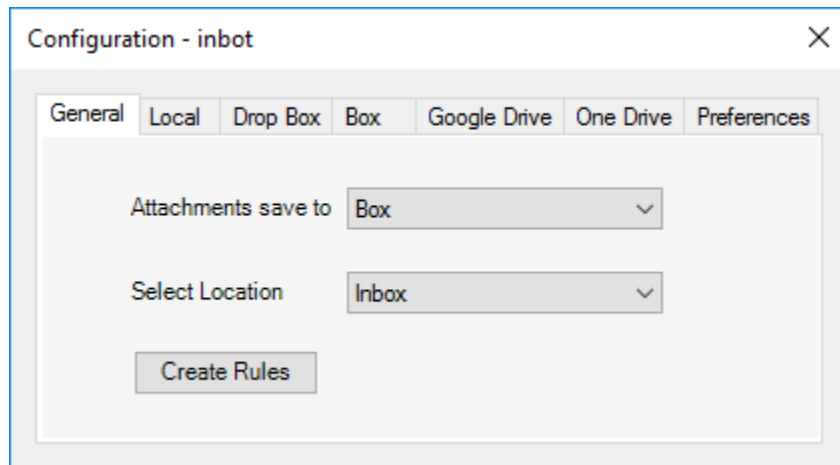 Configuration - inbot
General Local Drop Box Box Google Drive One Drive Preferences
Attachments save to Box
Select Location Inbox
Create Rules